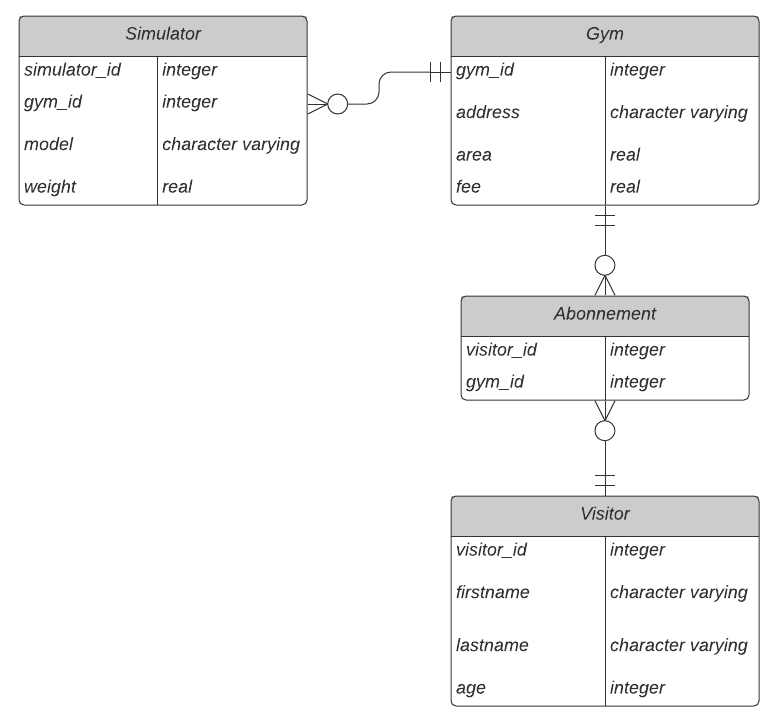 Simulator
simulator_id integer
gym_id integer
model character varying
weight real
Gym
gym_id integer
address character varying
area real
fee real
Abonnement
visitor_id integer
gym_id integer
Visitor
visitor_id integer
firstname character varying
lastname character varying
age integer